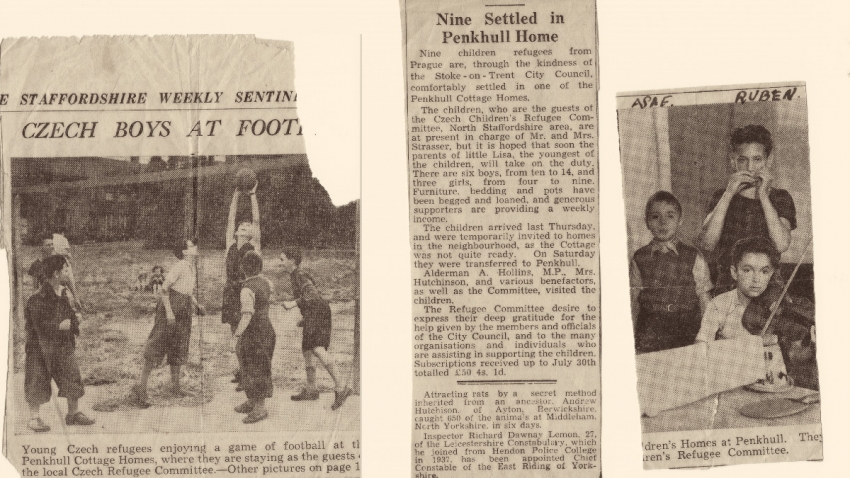 E STAFFORDSHIRE WEEKLY SENTIN
CZECH BOYS AT FOOT
Young Czech refugees enjoying a game of football at th
Penkhull Cottage Homes, where they are staying as the guests
the local Czech Refugee Committee.—Other pictures on page 1
Nine Settled in
Penkhull Home
Nine children refugees from
Prague are, through the kindness of
the Stoke-on-Trent City Council,
comfortably settled in one of the
Penkhull Cottage Homes.
The children, who are the guests of
the Czech Children's Refugee Com-
mittee, North Staffordshire area, are
at present in charge of Mr. and Mrs.
Strasser, but it is hoped that soon the
parents of little Lisa, the youngest of
the children, will take on the duty.
There are six boys, from ten to 14, and
three girls, from four to nine.
Furniture, bedding and pots have
been begged and loaned, and generous
supporters are providing a weekly
income.
The children arrived last Thursday,
and were temporarily invited to homes
in the neighbourhood, as the Cottage
was not quite ready. On Saturday
they were transferred to Penkhull.
Alderman A. Hollins, M.P., Mrs.
Hutchinson, and various benefactors,
as well as the Committee, visited the
children.
The Refugee Committee desire to
express their deep gratitude for the
help given by the members and officials
of the City Council, and to the many
organisations and individuals who
are assisting in supporting the children.
Subscriptions received up to July 30th
totalled £50 4s. 1d.
Attracting rats by a secret method
inherited from an ancestor, Andrew
Hutchison, of Ayton, Berwickshire,
caught 650 of the animals at Middleham,
North Yorkshire, in six days.
Inspector Richard Dawnay Lemon, 27,
of the Leicestershire Constabulary, which
he joined from Hendon Police College
in 1937, has been appointed Chief
Constable of the East Riding of York-
shire.
ASAF. RUBEN.
dren's Homes at Penkhull. They
ren's Refugee Committee.